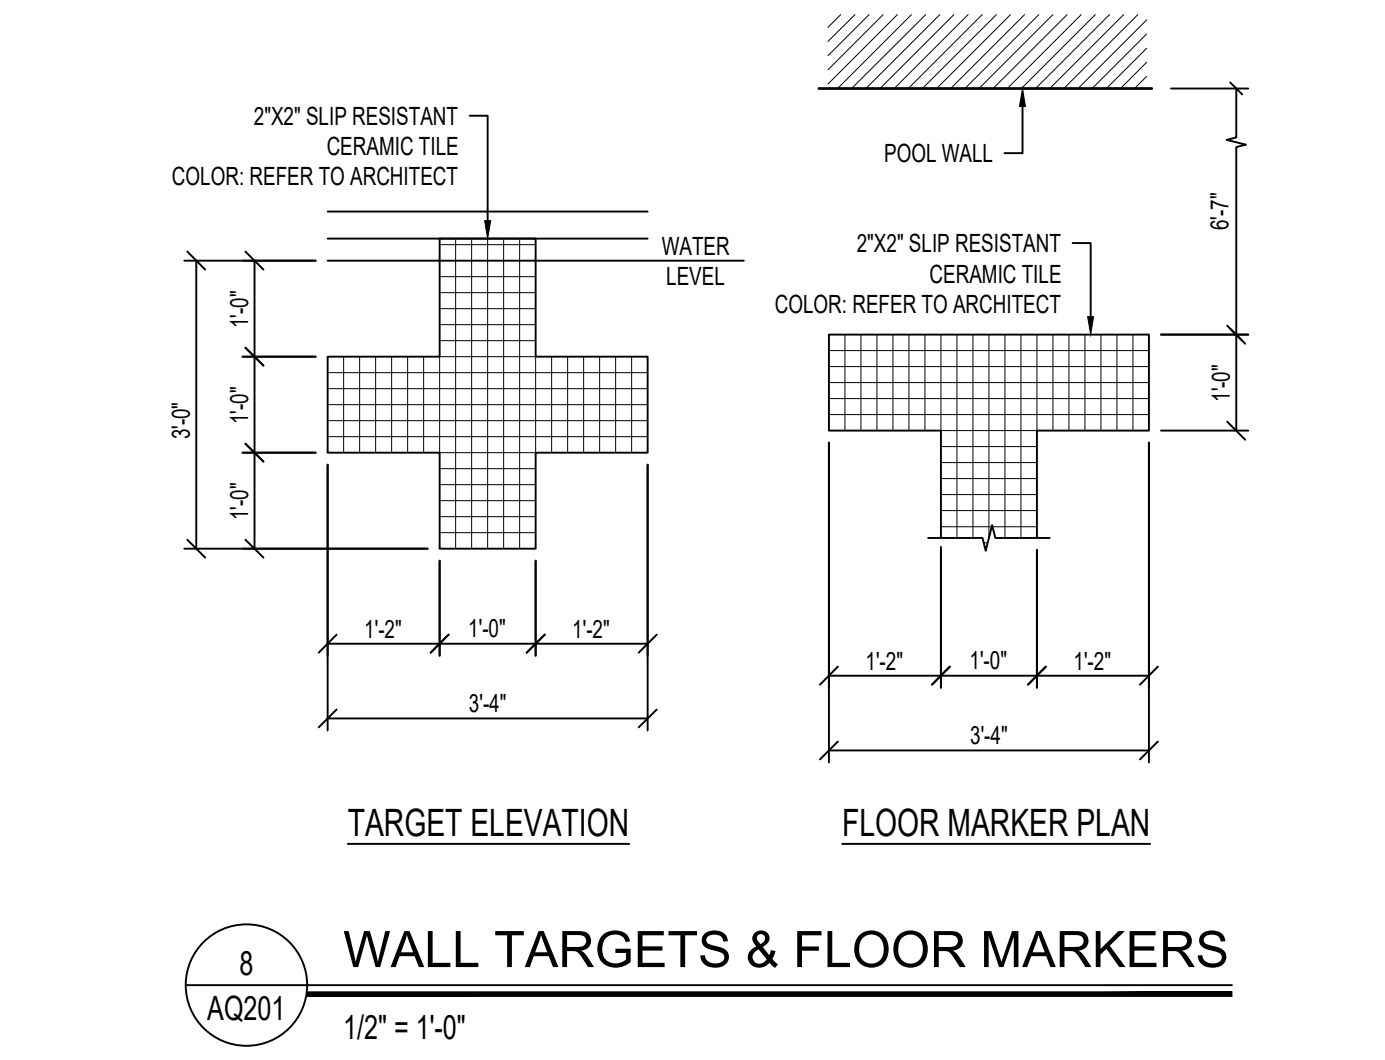 2"X2" SLIP RESISTANT
CERAMIC TILE
COLOR: REFER TO ARCHITECT
WATER
LEVEL
1'-0"
1'-0"
1'-0"
3'-0"
1'-2"
1'-0"
1'-2"
3'-4"
TARGET ELEVATION
POOL WALL
6'-7"
2"X2" SLIP RESISTANT
CERAMIC TILE
COLOR: REFER TO ARCHITECT
1'-0"
1'-2"
1'-0"
1'-2"
3'-4"
FLOOR MARKER PLAN
8
AQ201
WALL TARGETS & FLOOR MARKERS
1/2" = 1'-0"